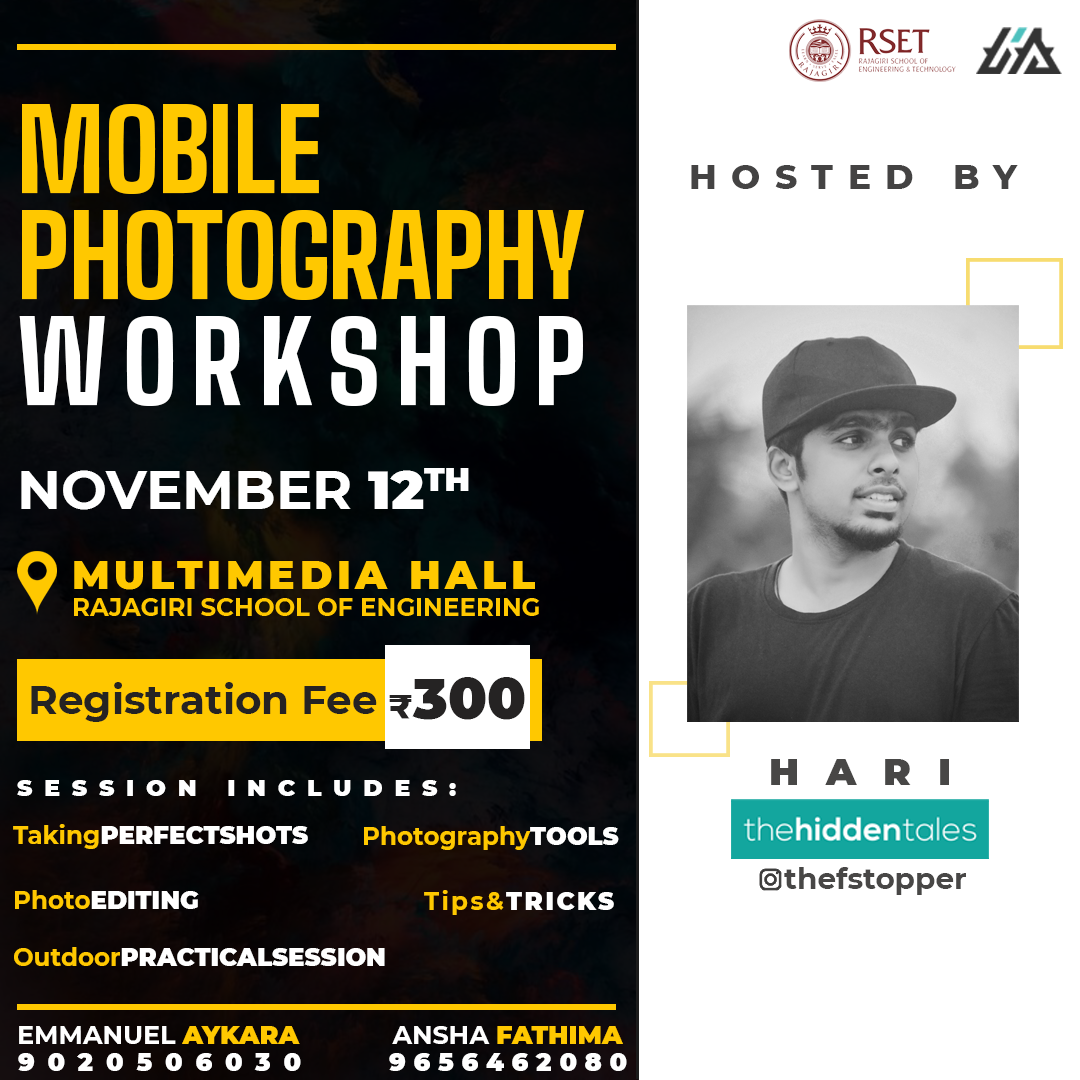 MOBILE
PHOTOGRAPHY
WORKSHOP
NOVEMBER 12TH
MULTIMEDIA HALL
RAJAGIRI SCHOOL OF ENGINEERING
Registration Fee ₹300
SESSION INCLUDES:
TakingPERFECTSHOTS
PhotographyTOOLS
PhotoEDITING
Tips&TRICKS
OutdoorPRACTICALSESSION
EMMANUEL AYKARA
9020506030
ANSHA FATHIMA
9656462080
RSET
RAJAGIRI SCHOOL OF
ENGINEERING & TECHNOLOGY
RAJAGIRI
HOSTED BY
HARI
thehiddentales
thefstopper